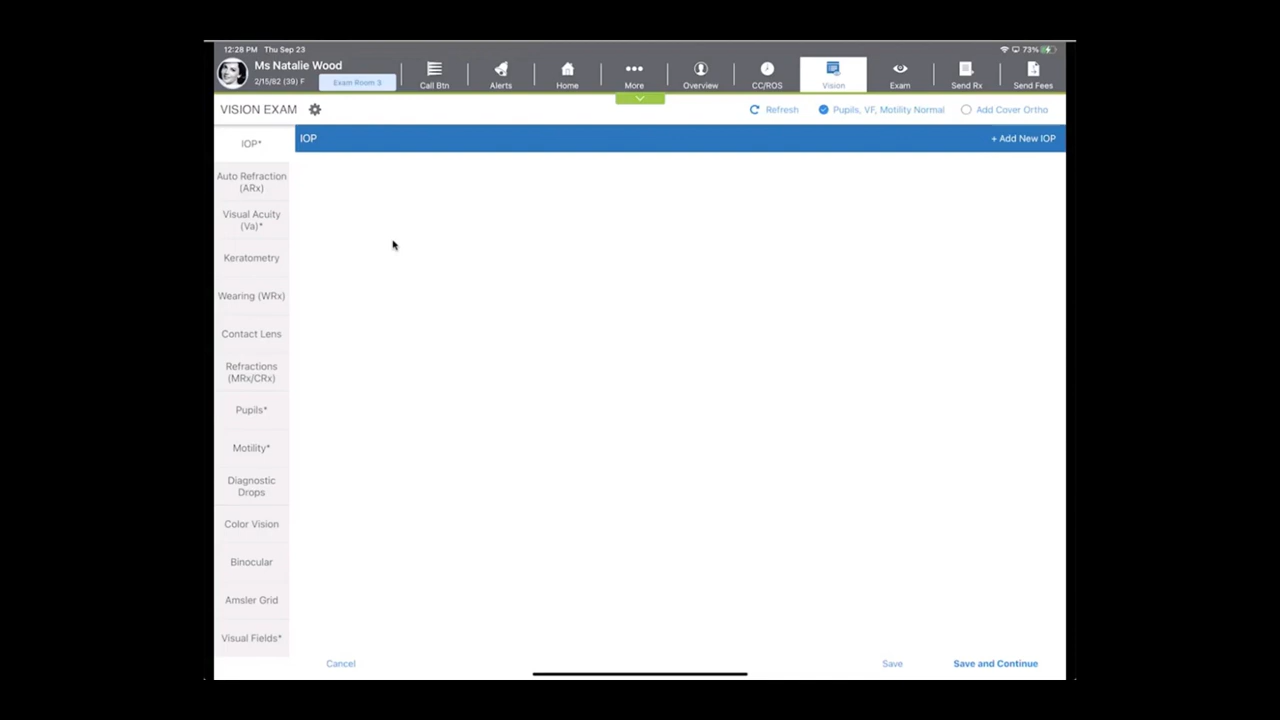 12:28 PM Thu Sep 23
73%
Ms Natalie Wood
2/15/82 (39) F
Exam Room 3
Call Btn
Alerts
Home
More
Overview
CC/ROS
Vision
Exam
Send Rx
Send Fees
VISION EXAM
Refresh
Pupils, VF, Motility Normal
Add Cover Ortho
IOP*
IOP
+ Add New IOP
Auto Refraction
(ARx)
Visual Acuity
(Va)*
Keratometry
Wearing (WRx)
Contact Lens
Refractions
(MRx/CRx)
Pupils*
Motility*
Diagnostic
Drops
Color Vision
Binocular
Amsler Grid
Visual Fields*
Cancel
Save
Save and Continue